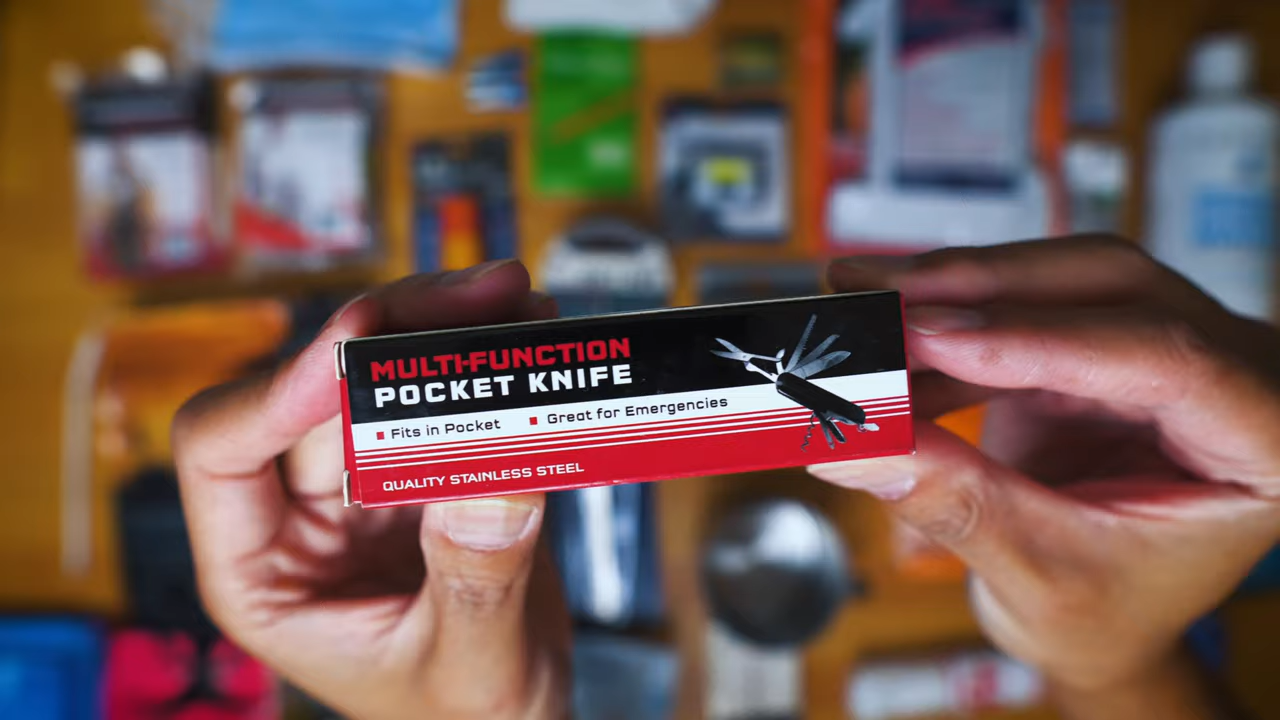 MULTI-FUNCTION
POCKET KNIFE
Fits in Pocket
Great for Emergencies
QUALITY STAINLESS STEEL